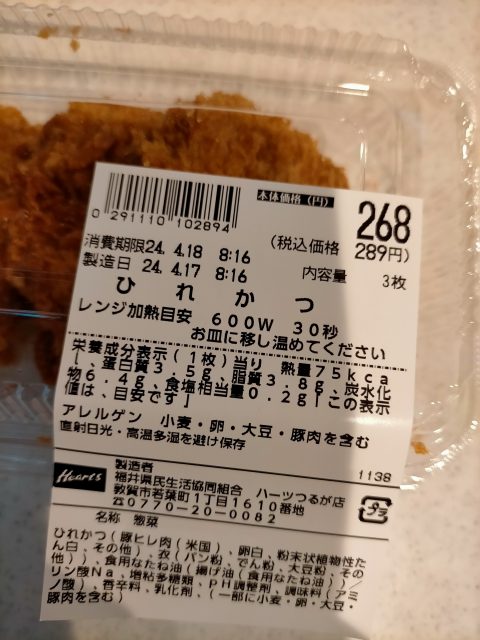 本体価格(円)
268
(税込価格 289円)
0 291110 102894
消費期限24. 4.18 8:16
製造日 24. 4.17 8:16
内容量 3枚
ひれかつ
レンジ加熱目安 600W 30秒
お皿に移し温めてください
栄養成分表示(1枚)当り 熱量75kca
l、蛋白質3.5g、脂質3.8g、炭水化
物6.4g、食塩相当量0.2g「この表示
値は、目安です」
アレルゲン 小麦・卵・大豆・豚肉を含む
直射日光・高温多湿を避け保存
1138
Hearts
製造者
福井県民生活協同組合 ハーツつるが店
敦賀市若葉町1丁目1610番地
☎0770-20-0082
プラ
名称 惣菜
ひれかつ(豚ヒレ肉(米国)、卵白、粉末状植物性た
ん白、その他)、衣(パン粉、でん粉、大豆粉、その
他))、食用なたね油(揚げ油(食用なたね油))/
リン酸Na、増粘多糖類、PH調整剤、調味料(アミ
ノ酸)、香辛料、乳化剤、(一部に小麦・卵・大豆・
豚肉を含む)